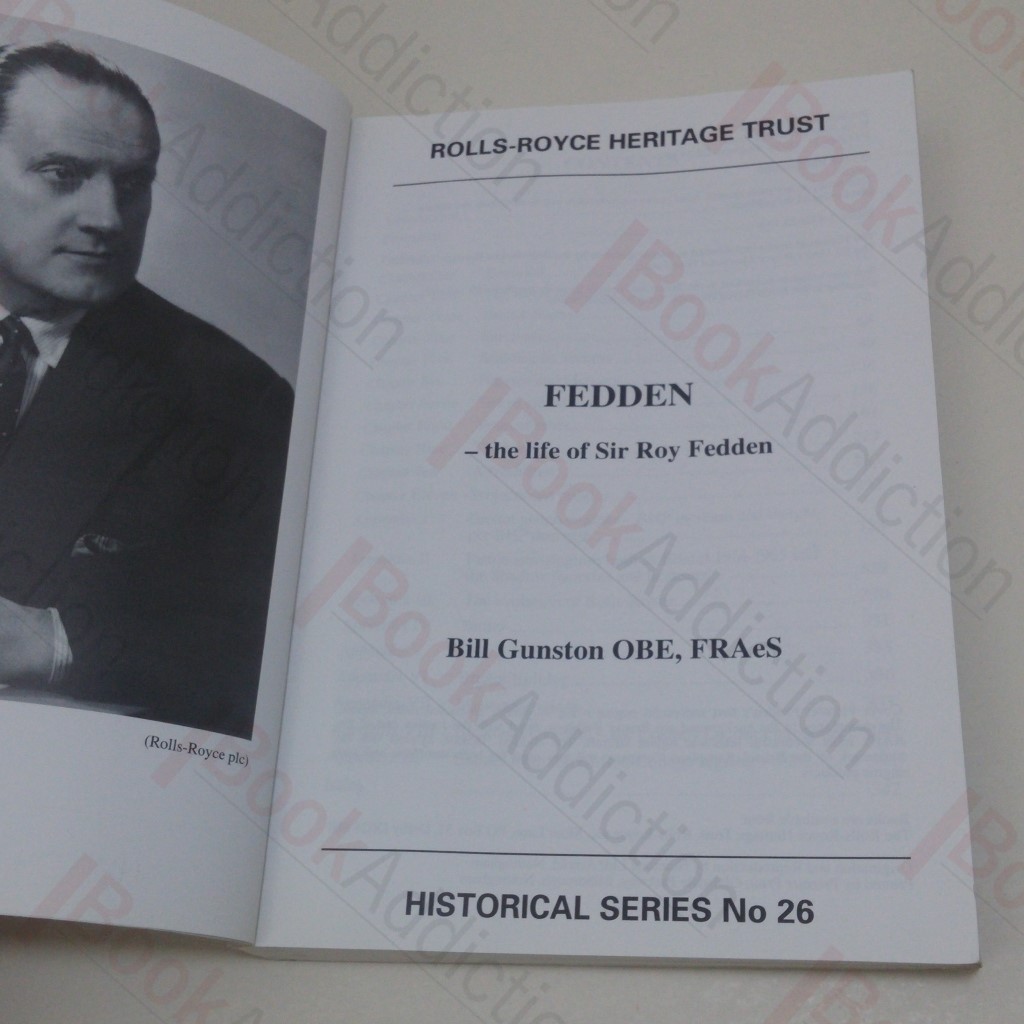 (Rolls-Royce plc)
ROLLS-ROYCE HERITAGE TRUST
FEDDEN
– the life of Sir Roy Fedden
Bill Gunston OBE, FRAeS
HISTORICAL SERIES No 26
BookAddiction